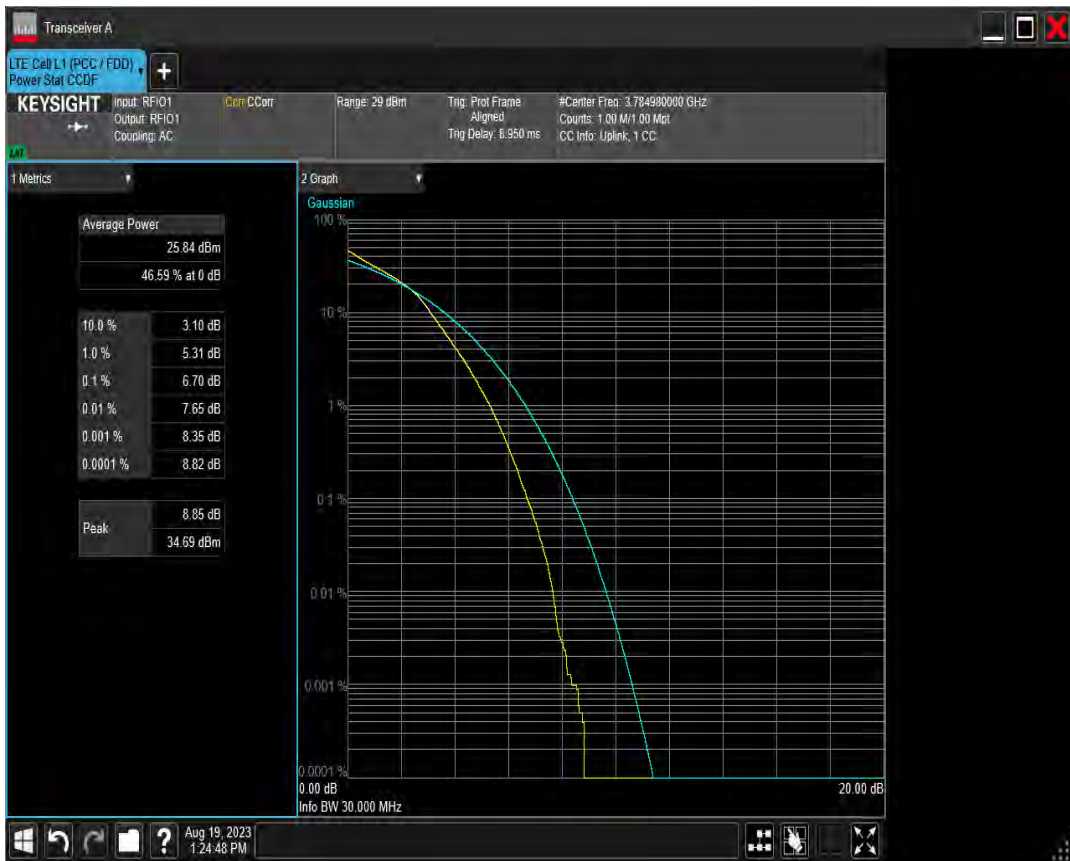 Transceiver A
LTE Cell L1 (PCC / FDD)
Power Stat CCDF
KEYSIGHT
Input: RFIO1
Output: RFIO1
Coupling: AC
Corr CCorr
Range: 29 dBm
Trig: Prot Frame
Aligned
Trig Delay: 8.950 ms
#Center Freq: 3.784980000 GHz
Counts: 1.00 M/1.00 Mpt
CC Info: Uplink, 1 CC
LXI
1 Metrics
Average Power
25.84 dBm
46.59 % at 0 dB
10.0 % 3.10 dB
1.0 % 5.31 dB
0.1 % 6.70 dB
0.01 % 7.65 dB
0.001 % 8.35 dB
0.0001 % 8.82 dB
Peak
8.85 dB
34.69 dBm
2 Graph
Gaussian
100 %
10 %
1 %
0.1 %
0.01 %
0.001 %
0.0001 %
0.00 dB 20.00 dB
Info BW 30.000 MHz
Aug 19, 2023
1:24:48 PM